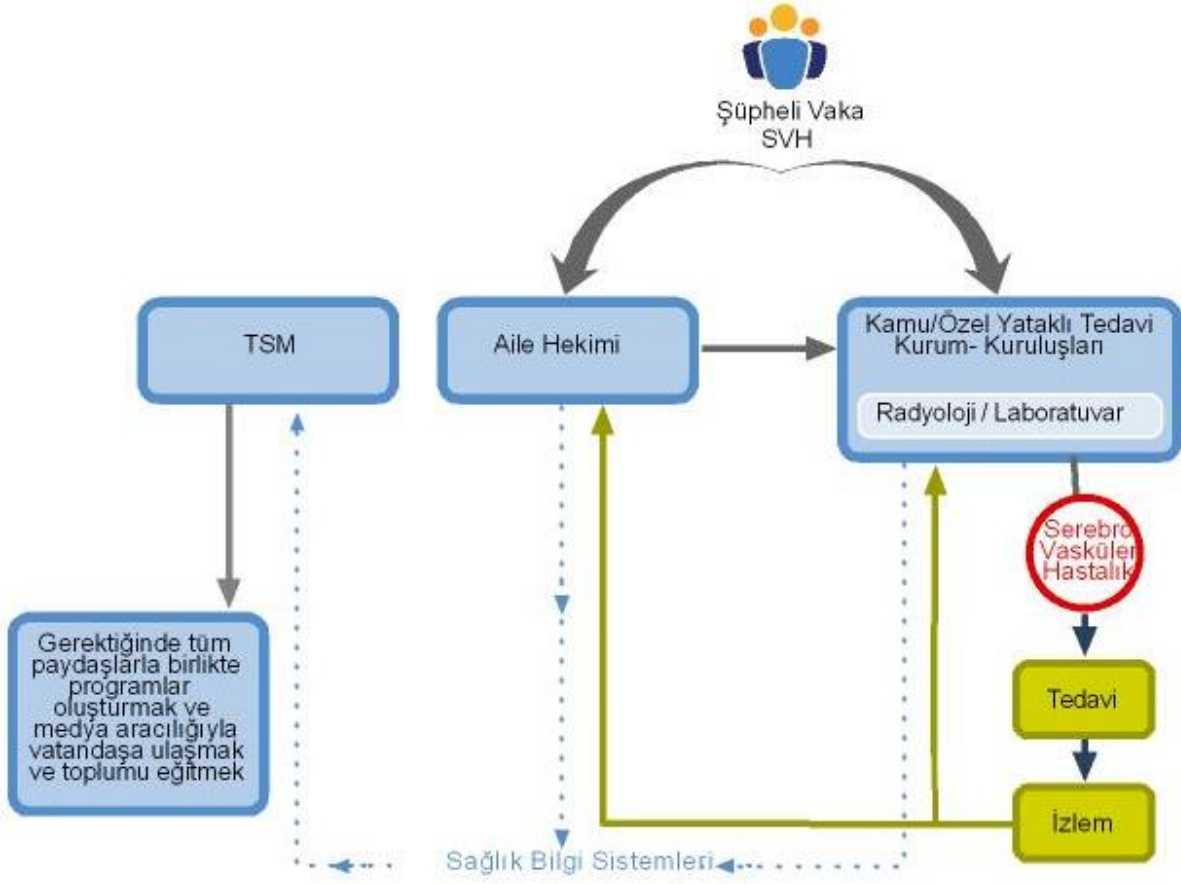 Şüpheli Vaka
SVH
TSM
Aile Hekimi
Kamu/Özel Yataklı Tedavi
Kurum- Kuruluşları
Radyoloji / Laboratuvar
Serebro
Vasküler
Hastalık
Gerektiğinde tüm
paydaşlarla birlikte
programlar
oluşturmak ve
medya aracılığıyla
vatandaşa ulaşmak
ve toplumu eğitmek
Tedavi
İzlem
Sağlık Bilgi Sistemleri